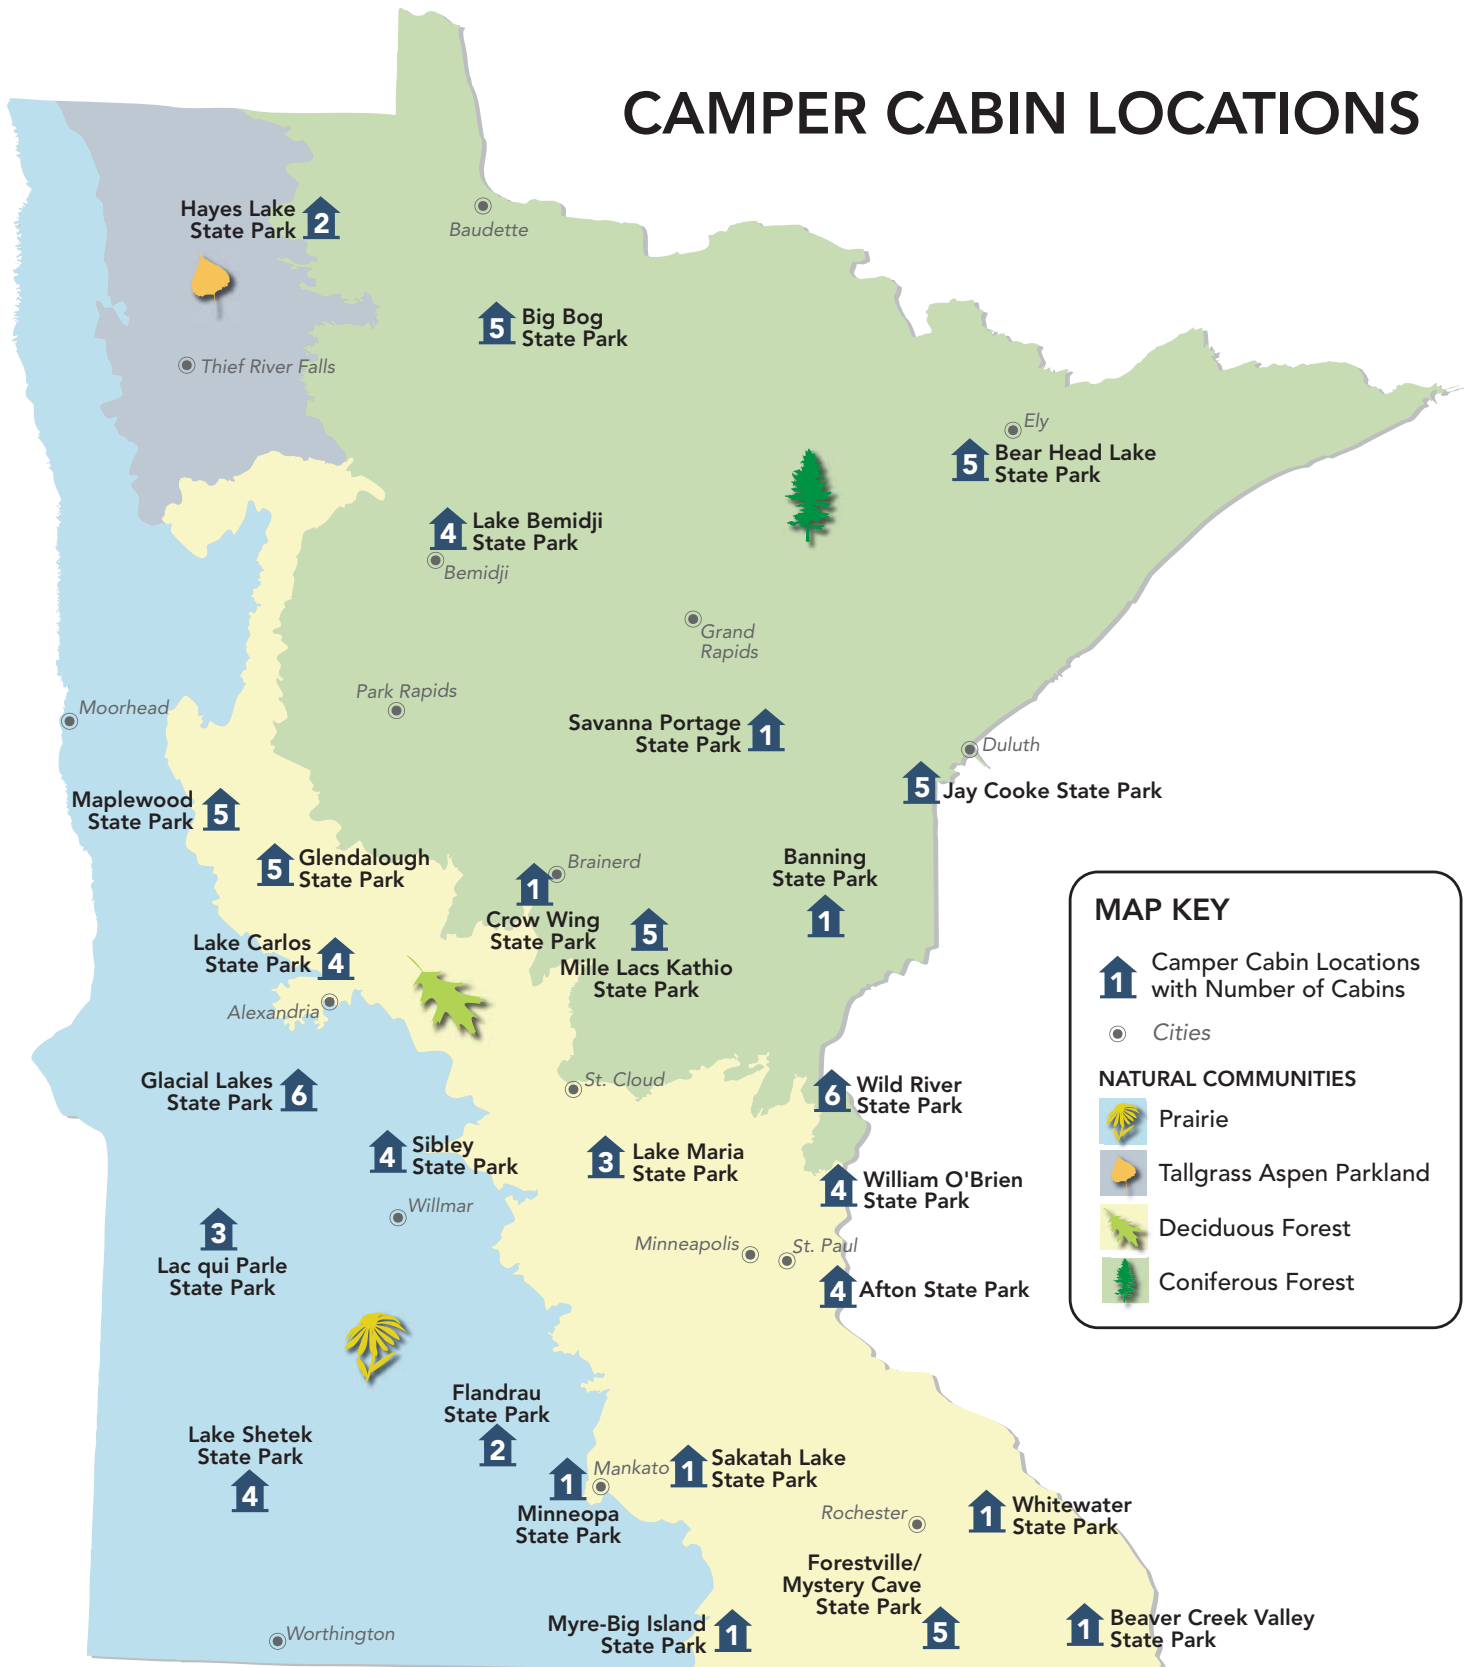 CAMPER CABIN LOCATIONS
Hayes Lake
State Park
2
Baudette
5
Big Bog
State Park
Thief River Falls
Ely
5
Bear Head Lake
State Park
4
Lake Bemidji
State Park
Bemidji
Grand
Rapids
Park Rapids
Moorhead
Savanna Portage
State Park
1
Duluth
5
Jay Cooke State Park
Maplewood
State Park
5
5
Glendalough
State Park
Brainerd
1
Crow Wing
State Park
Banning
State Park
1
5
Mille Lacs Kathio
State Park
Lake Carlos
State Park
4
Alexandria
Glacial Lakes
State Park
6
St. Cloud
6
Wild River
State Park
4
Sibley
State Park
3
Lake Maria
State Park
4
William O'Brien
State Park
Willmar
3
Lac qui Parle
State Park
Minneapolis
St. Paul
4
Afton State Park
Flandrau
State Park
2
Lake Shetek
State Park
4
1
Minneopa
State Park
Mankato
1
Sakatah Lake
State Park
Rochester
1
Whitewater
State Park
Forestville/
Mystery Cave
State Park
5
Myre-Big Island
State Park
1
1
Beaver Creek Valley
State Park
Worthington
MAP KEY
1
Camper Cabin Locations
with Number of Cabins
Cities
NATURAL COMMUNITIES
Prairie
Tallgrass Aspen Parkland
Deciduous Forest
Coniferous Forest